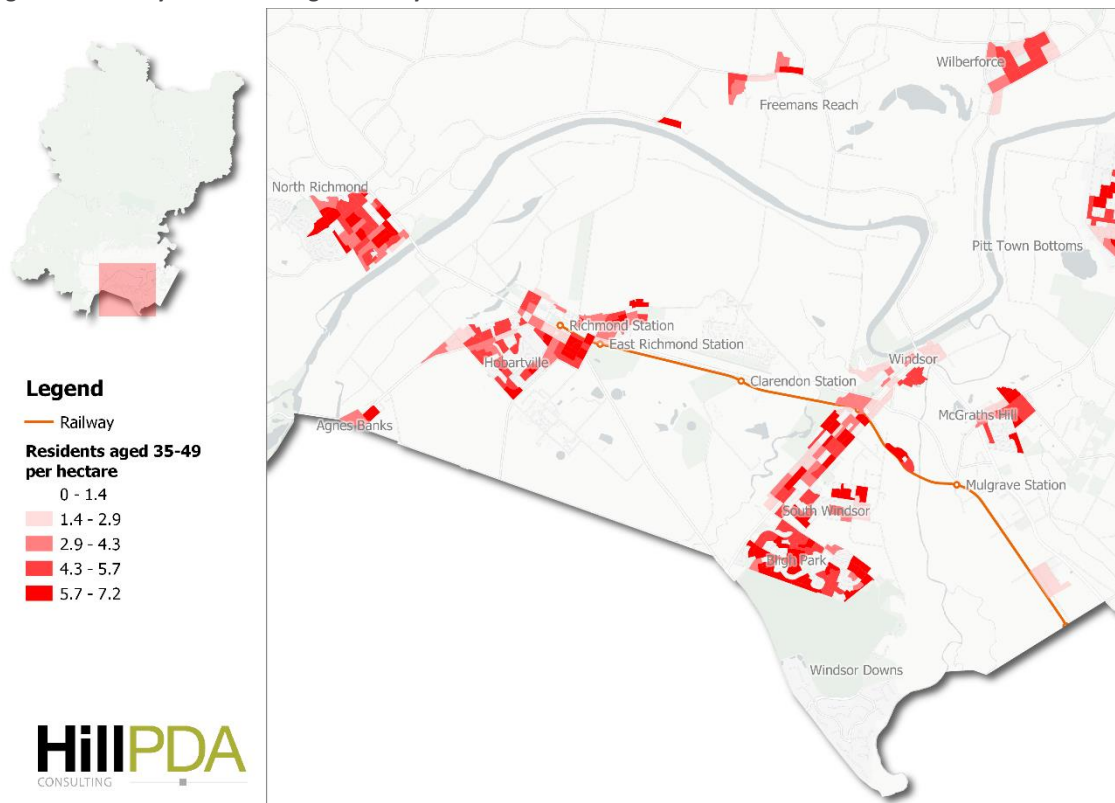 North Richmond
Wilberforce
Freemans Reach
Pitt Town Bottoms
Richmond Station
East Richmond Station
Hobartville
Clarendon Station
Windsor
Agnes Banks
McGraths Hill
Mulgrave Station
South Windsor
Bligh Park
Windsor Downs
Legend
Railway
Residents aged 35-49
per hectare
0 - 1.4
1.4 - 2.9
2.9 - 4.3
4.3 - 5.7
5.7 - 7.2
HillPDA
CONSULTING